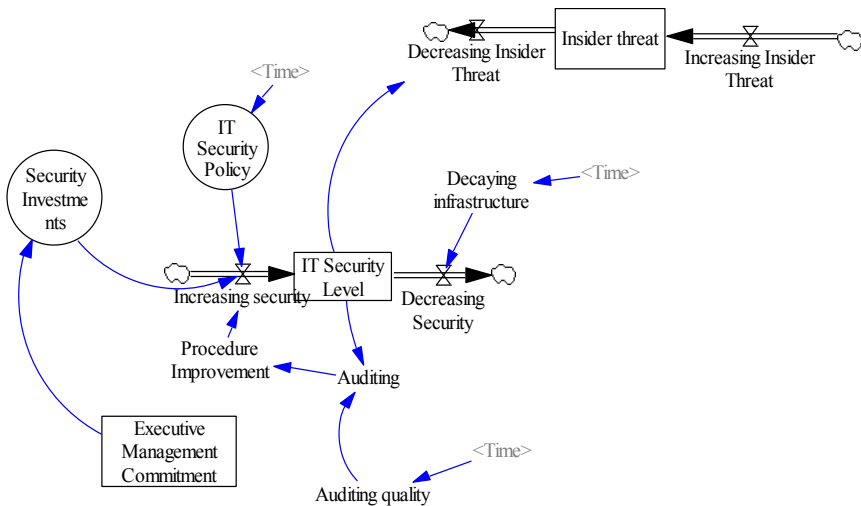 Insider threat
Decreasing Insider
Threat
Increasing Insider
Threat
<Time>
IT
Security
Policy
Security
Investme
nts
Decaying
infrastructure
<Time>
IT Security
Level
Increasing security
Decreasing
Security
Procedure
Improvement
Auditing
Executive
Management
Commitment
<Time>
Auditing quality